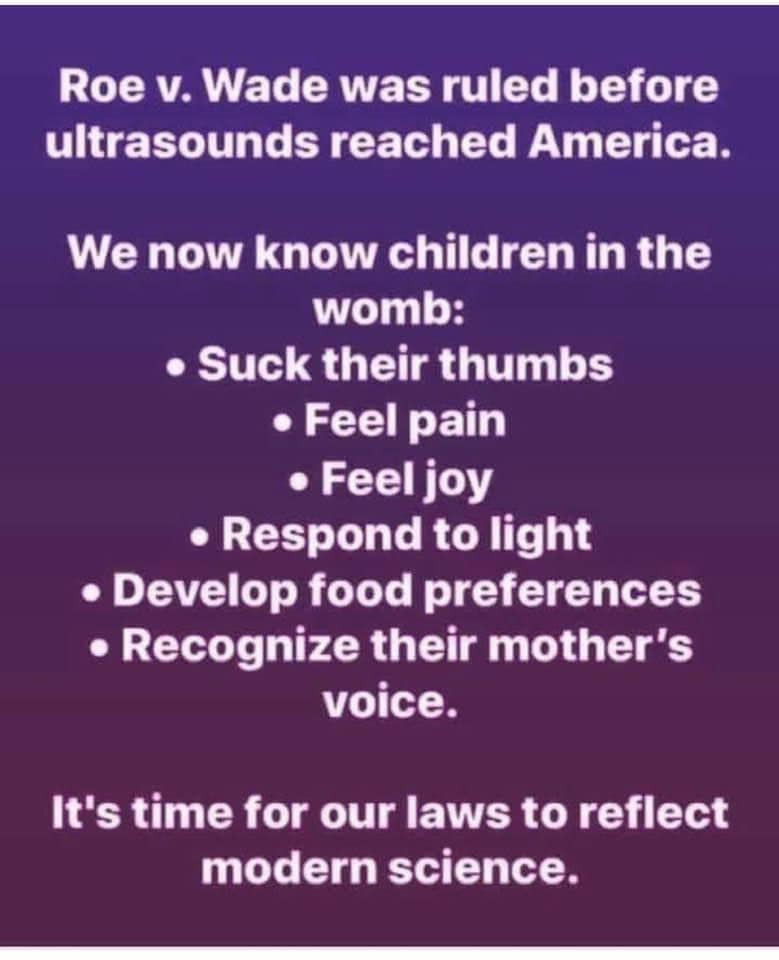 Roe v. Wade was ruled before
ultrasounds reached America.
We now know children in the
womb:
• Suck their thumbs
• Feel pain
• Feel joy
• Respond to light
• Develop food preferences
• Recognize their mother's
voice.
It's time for our laws to reflect
modern science.